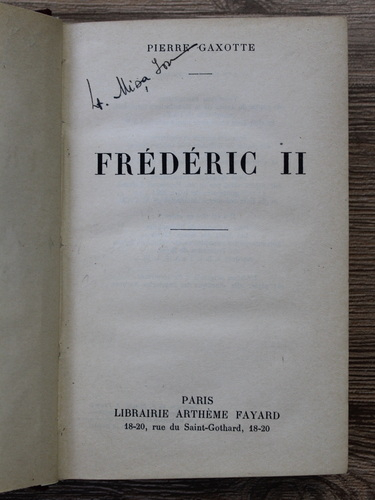 PIERRE GAXOTTE
FRÉDÉRIC II
PARIS
LIBRAIRIE ARTHÈME FAYARD
18-20, rue du Saint-Gothard, 18-20